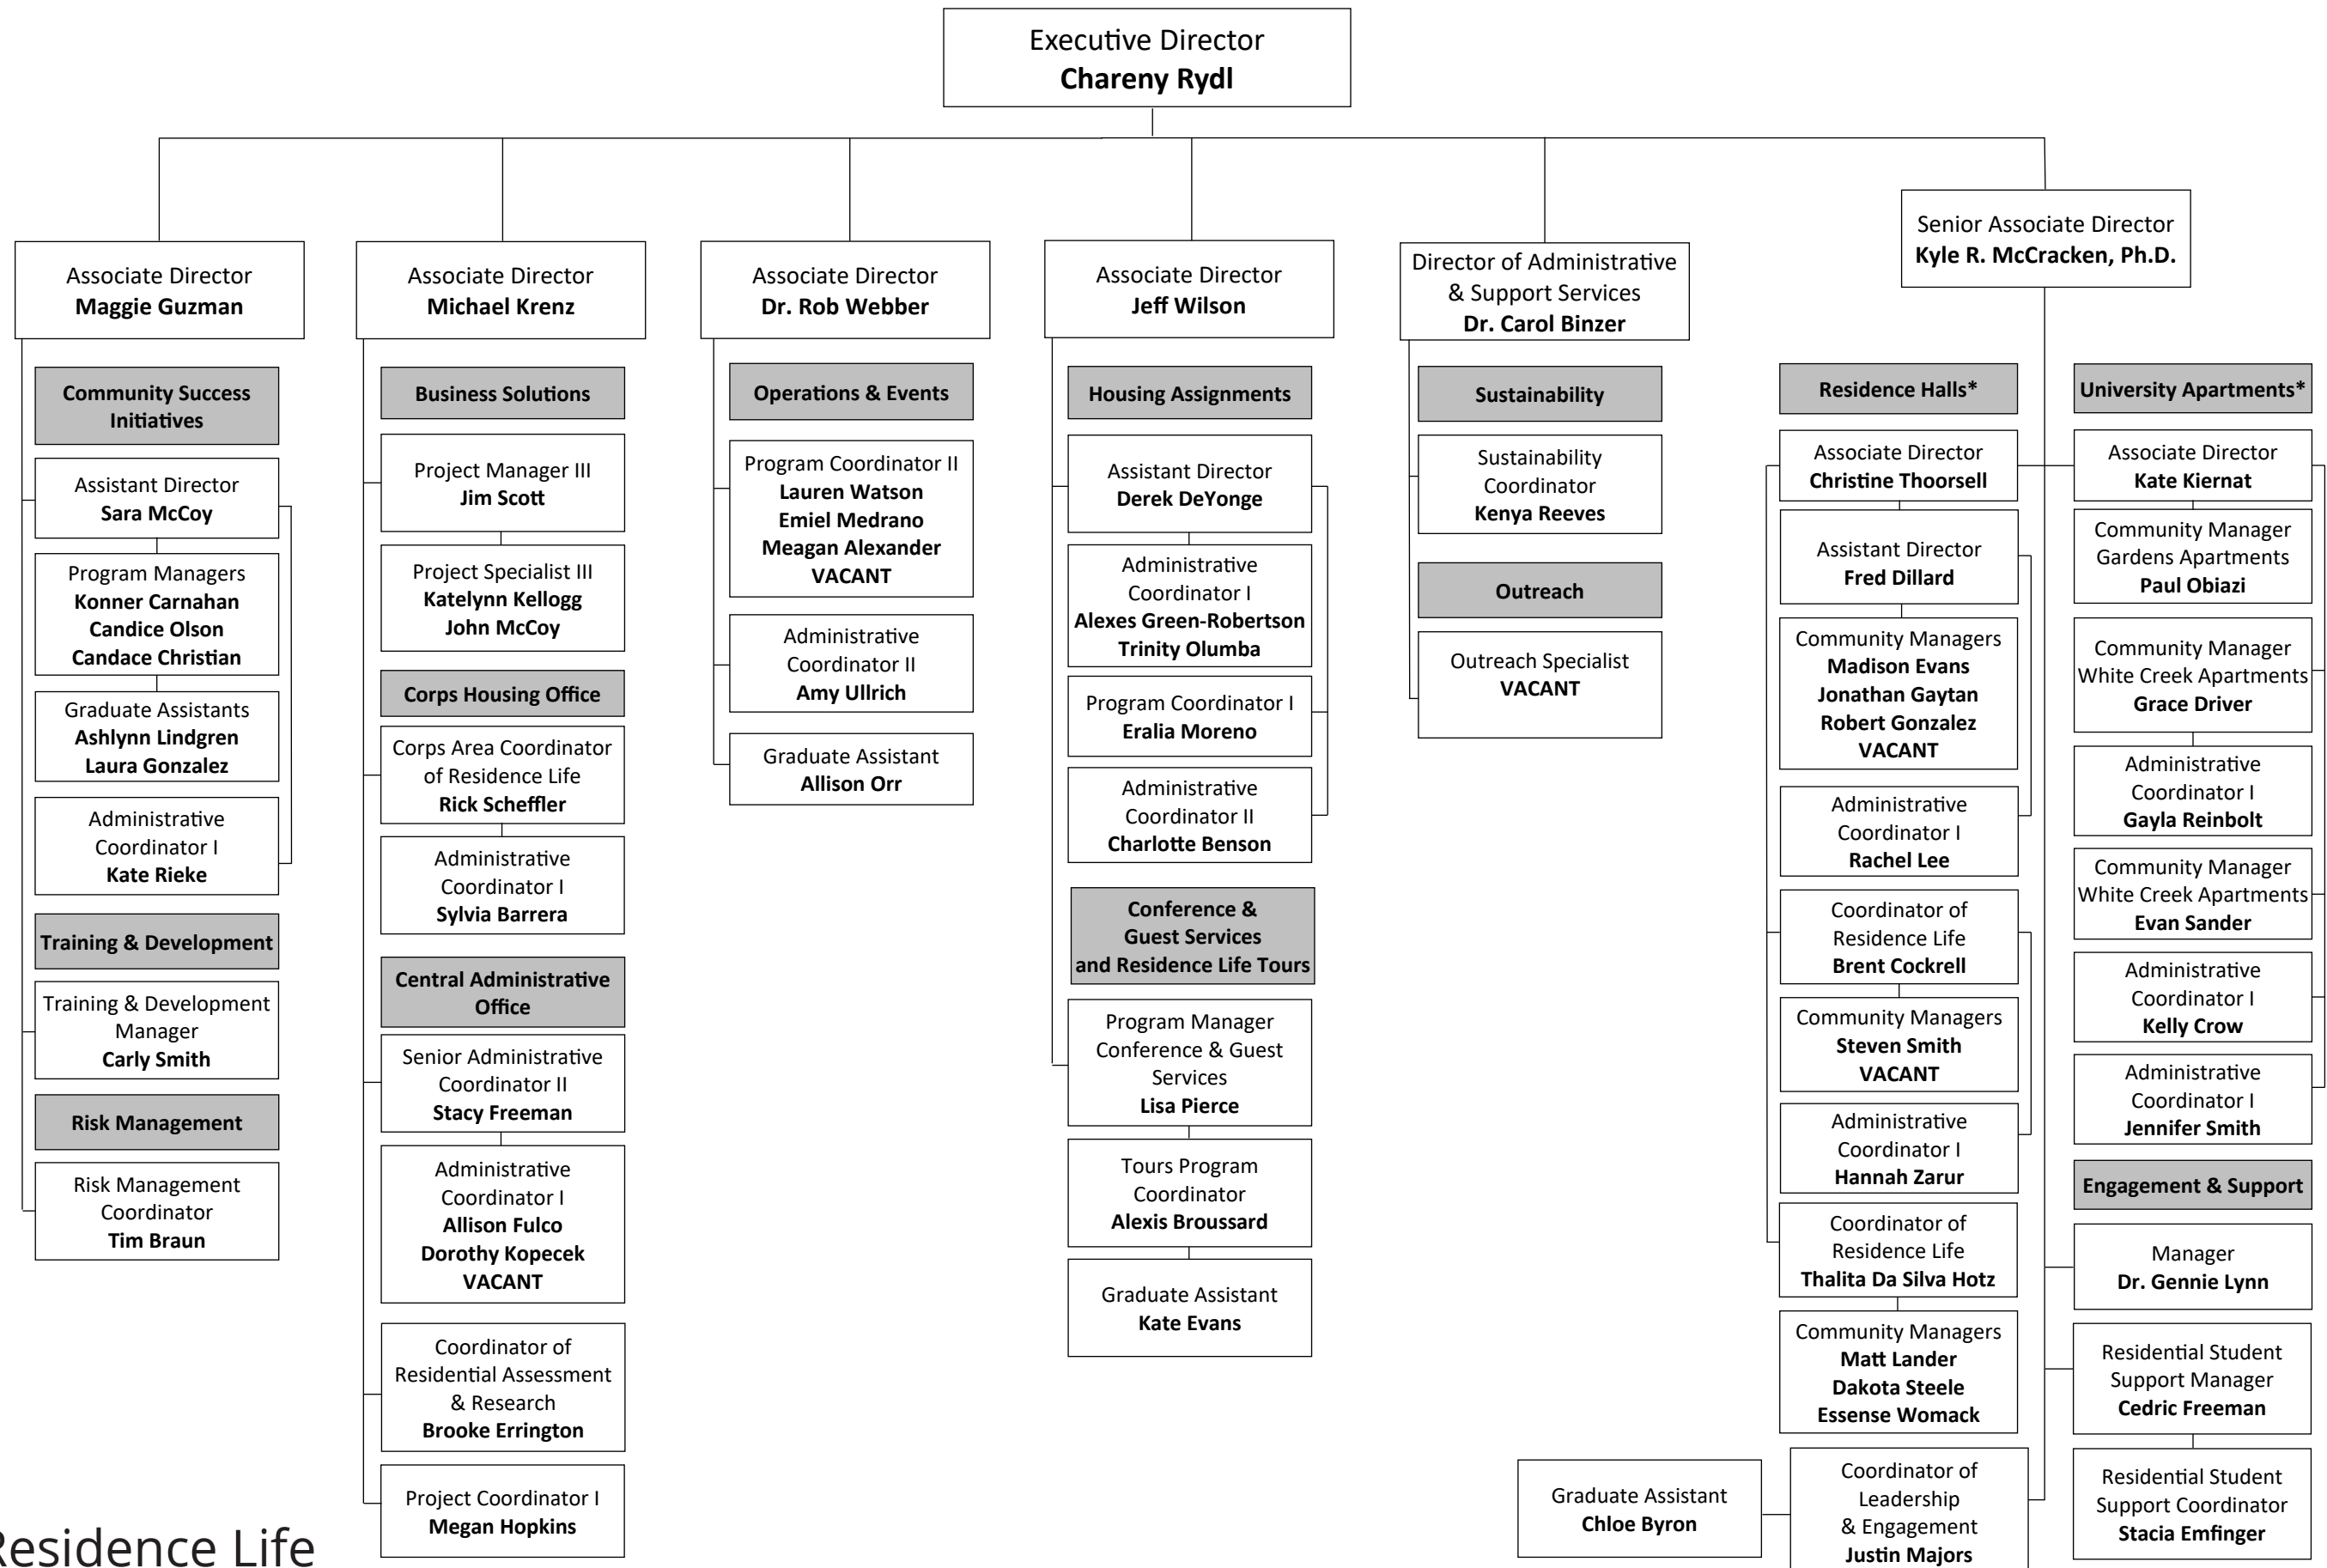 Executive Director
Chareny Rydl
Associate Director
Maggie Guzman
Community Success
Initiatives
Assistant Director
Sara McCoy
Program Managers
Konner Carnahan
Candice Olson
Candace Christian
Graduate Assistants
Ashlynn Lindgren
Laura Gonzalez
Administrative
Coordinator I
Kate Rieke
Training & Development
Training & Development
Manager
Carly Smith
Risk Management
Risk Management
Coordinator
Tim Braun
Associate Director
Michael Krenz
Business Solutions
Project Manager III
Jim Scott
Project Specialist III
Katelynn Kellogg
John McCoy
Corps Housing Office
Corps Area Coordinator
of Residence Life
Rick Scheffler
Administrative
Coordinator I
Sylvia Barrera
Central Administrative
Office
Senior Administrative
Coordinator II
Stacy Freeman
Administrative
Coordinator I
Allison Fulco
Dorothy Kopecek
VACANT
Coordinator of
Residential Assessment
& Research
Brooke Errington
Project Coordinator I
Megan Hopkins
Associate Director
Dr. Rob Webber
Operations & Events
Program Coordinator II
Lauren Watson
Emiel Medrano
Meagan Alexander
VACANT
Administrative
Coordinator II
Amy Ullrich
Graduate Assistant
Allison Orr
Associate Director
Jeff Wilson
Housing Assignments
Assistant Director
Derek DeYonge
Administrative
Coordinator I
Alexes Green-Robertson
Trinity Olumba
Program Coordinator I
Eralia Moreno
Administrative
Coordinator II
Charlotte Benson
Conference &
Guest Services
and Residence Life Tours
Program Manager
Conference & Guest
Services
Lisa Pierce
Tours Program
Coordinator
Alexis Broussard
Graduate Assistant
Kate Evans
Director of Administrative
& Support Services
Dr. Carol Binzer
Sustainability
Sustainability
Coordinator
Kenya Reeves
Outreach
Outreach Specialist
VACANT
Senior Associate Director
Kyle R. McCracken, Ph.D.
Residence Halls*
Associate Director
Christine Thoorsell
Assistant Director
Fred Dillard
Community Managers
Madison Evans
Jonathan Gaytan
Robert Gonzalez
VACANT
Administrative
Coordinator I
Rachel Lee
Coordinator of
Residence Life
Brent Cockrell
Community Managers
Steven Smith
VACANT
Administrative
Coordinator I
Hannah Zarur
Coordinator of
Residence Life
Thalita Da Silva Hotz
Community Managers
Matt Lander
Dakota Steele
Essense Womack
Graduate Assistant
Chloe Byron
Coordinator of
Leadership
& Engagement
Justin Majors
University Apartments*
Associate Director
Kate Kiernat
Community Manager
Gardens Apartments
Paul Obiazi
Community Manager
White Creek Apartments
Grace Driver
Administrative
Coordinator I
Gayla Reinbolt
Community Manager
White Creek Apartments
Evan Sander
Administrative
Coordinator I
Kelly Crow
Administrative
Coordinator I
Jennifer Smith
Engagement & Support
Manager
Dr. Gennie Lynn
Residential Student
Support Manager
Cedric Freeman
Residential Student
Support Coordinator
Stacia Emfinger
Residence Life